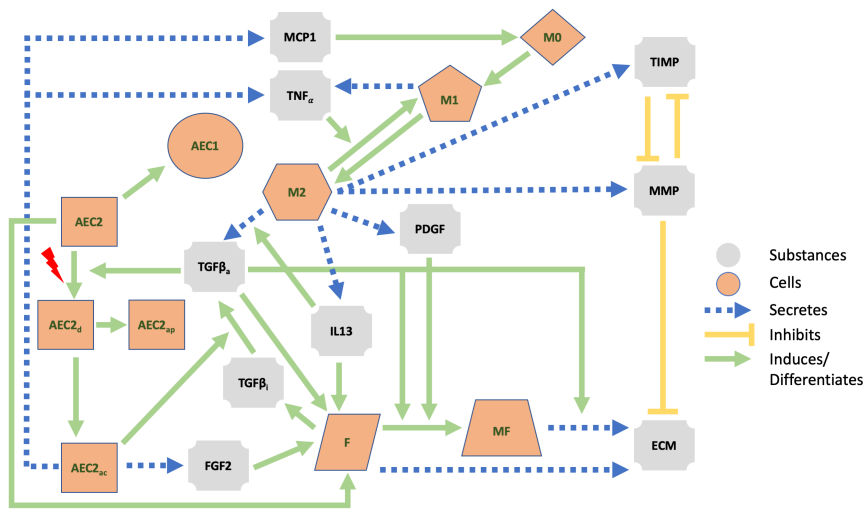 MCP1
M0
TIMP
TNFα
M1
AEC1
M2
MMP
AEC2
PDGF
TGFβa
Substances
Cells
AEC2d
AEC2ap
IL13
Secretes
Inhibits
Induces/
Differentiates
TGFβi
F
MF
ECM
AEC2ac
FGF2